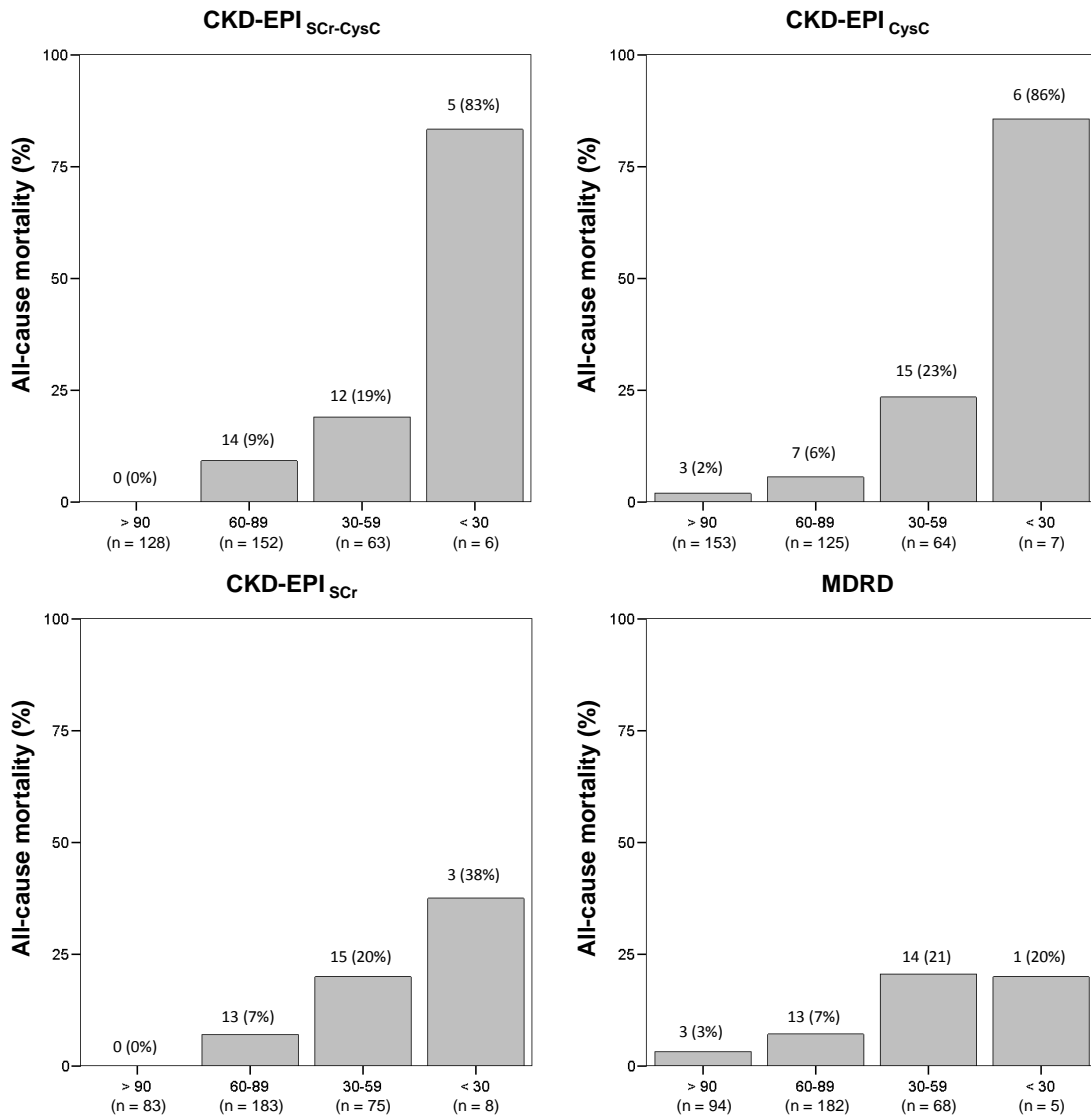 CKD-EPI SCr-CysC
All-cause mortality (%)
100
75
50
25
0
0 (0%)
14 (9%)
12 (19%)
5 (83%)
> 90
60-89
30-59
< 30
(n = 128)
(n = 152)
(n = 63)
(n = 6)
CKD-EPI CysC
All-cause mortality (%)
100
75
50
25
0
3 (2%)
7 (6%)
15 (23%)
6 (86%)
> 90
60-89
30-59
< 30
(n = 153)
(n = 125)
(n = 64)
(n = 7)
CKD-EPI SCr
All-cause mortality (%)
100
75
50
25
0
0 (0%)
13 (7%)
15 (20%)
3 (38%)
> 90
60-89
30-59
< 30
(n = 83)
(n = 183)
(n = 75)
(n = 8)
MDRD
All-cause mortality (%)
100
75
50
25
0
3 (3%)
13 (7%)
14 (21)
1 (20%)
> 90
60-89
30-59
< 30
(n = 94)
(n = 182)
(n = 68)
(n = 5)